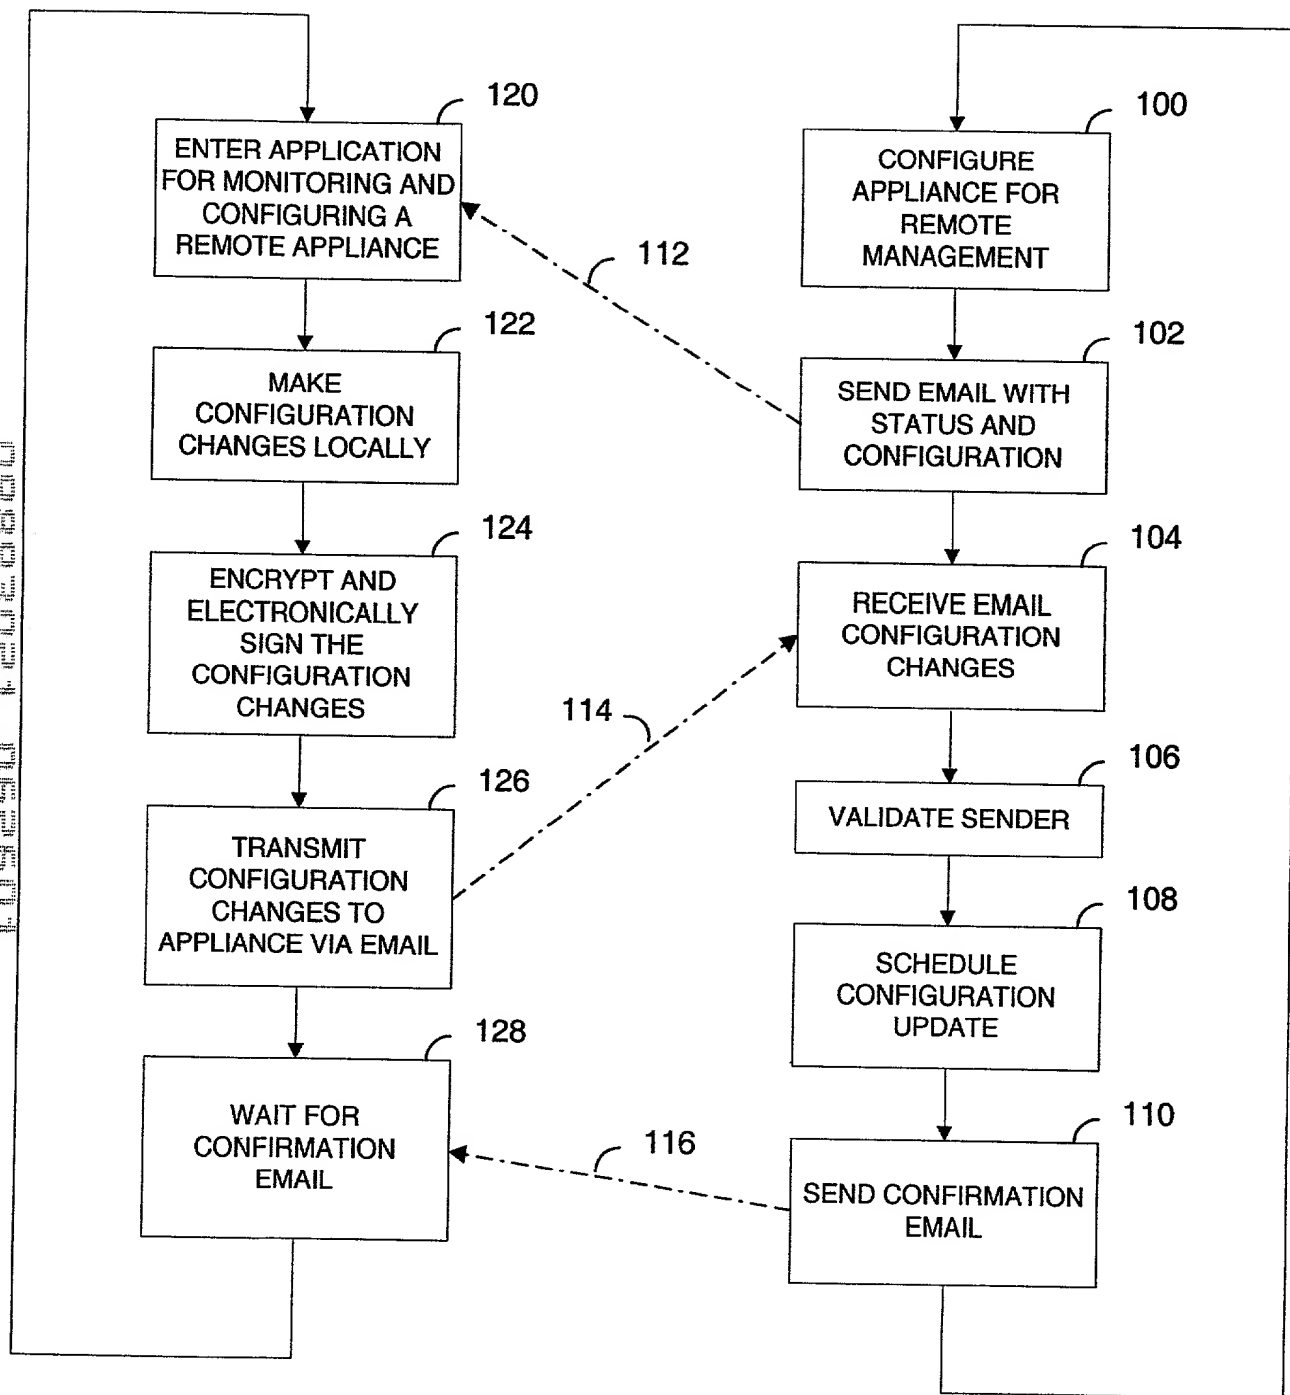 120
ENTER APPLICATION
FOR MONITORING AND
CONFIGURING A
REMOTE APPLIANCE
122
MAKE
CONFIGURATION
CHANGES LOCALLY
124
ENCRYPT AND
ELECTRONICALLY
SIGN THE
CONFIGURATION
CHANGES
126
TRANSMIT
CONFIGURATION
CHANGES TO
APPLIANCE VIA EMAIL
128
WAIT FOR
CONFIRMATION
EMAIL
112
114
116
100
CONFIGURE
APPLIANCE FOR
REMOTE
MANAGEMENT
102
SEND EMAIL WITH
STATUS AND
CONFIGURATION
104
RECEIVE EMAIL
CONFIGURATION
CHANGES
106
VALIDATE SENDER
108
SCHEDULE
CONFIGURATION
UPDATE
110
SEND CONFIRMATION
EMAIL